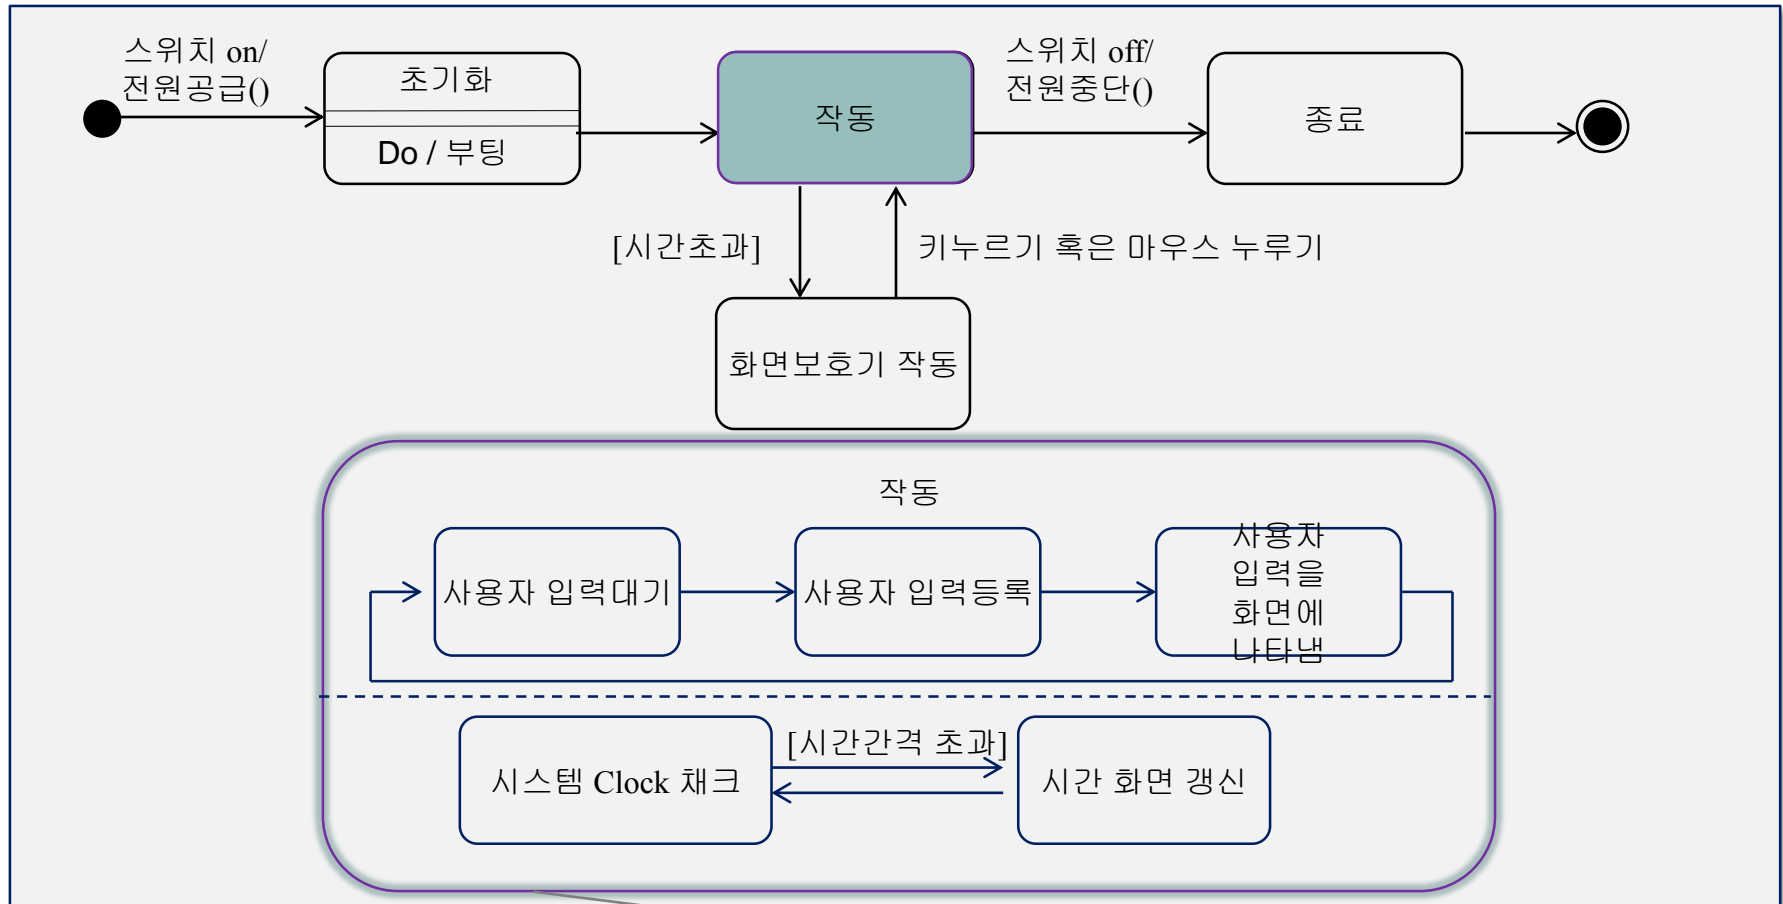 스위치 on/
전원공급()
초기화
Do / 부팅
작동
스위치 off/
전원중단()
종료
[시간초과]
키누르기 혹은 마우스 누루기
화면보호기 작동
작동
사용자 입력대기
사용자 입력등록
사용자
입력을
화면에
나타냄
시스템 Clock 채크
[시간간격 초과]
시간 화면 갱신